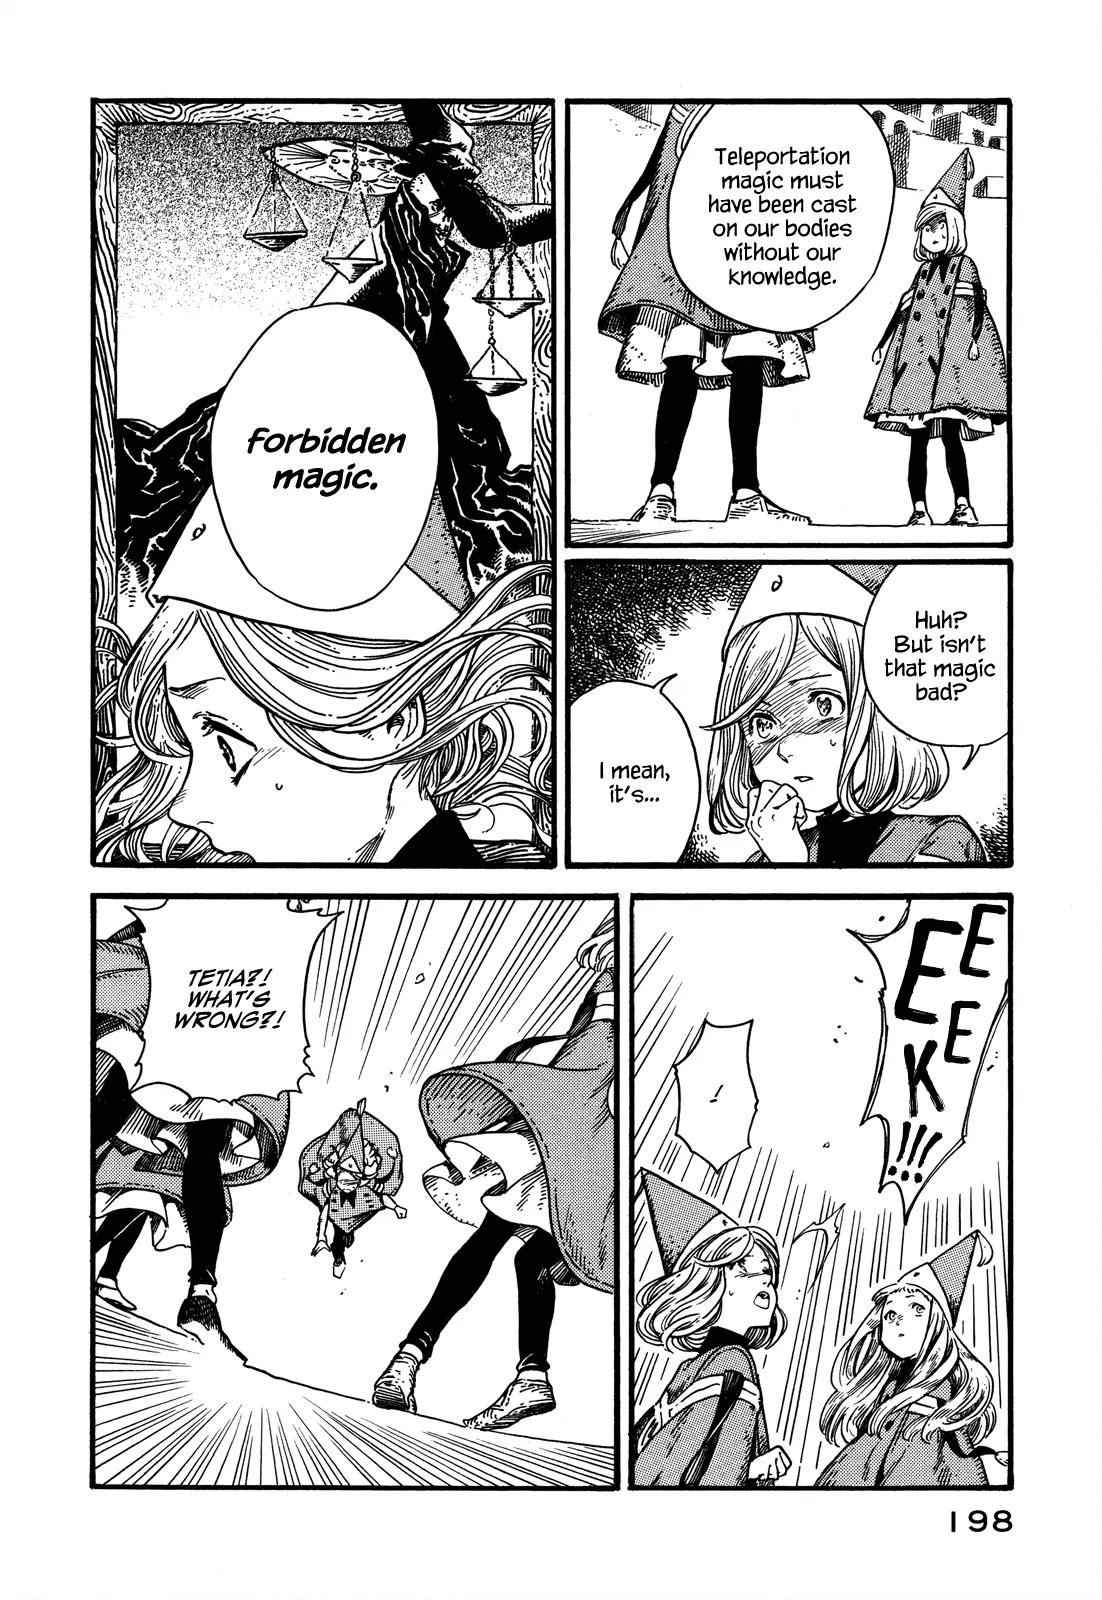 Teleportation
magic must
have been cast
on our bodies
without our
knowledge.
Huh?
But isn't
that magic
bad?
I mean,
it's...
forbidden
magic.
EEEEK!!!
!
TETIA?!
WHAT'S
WRONG?!
198